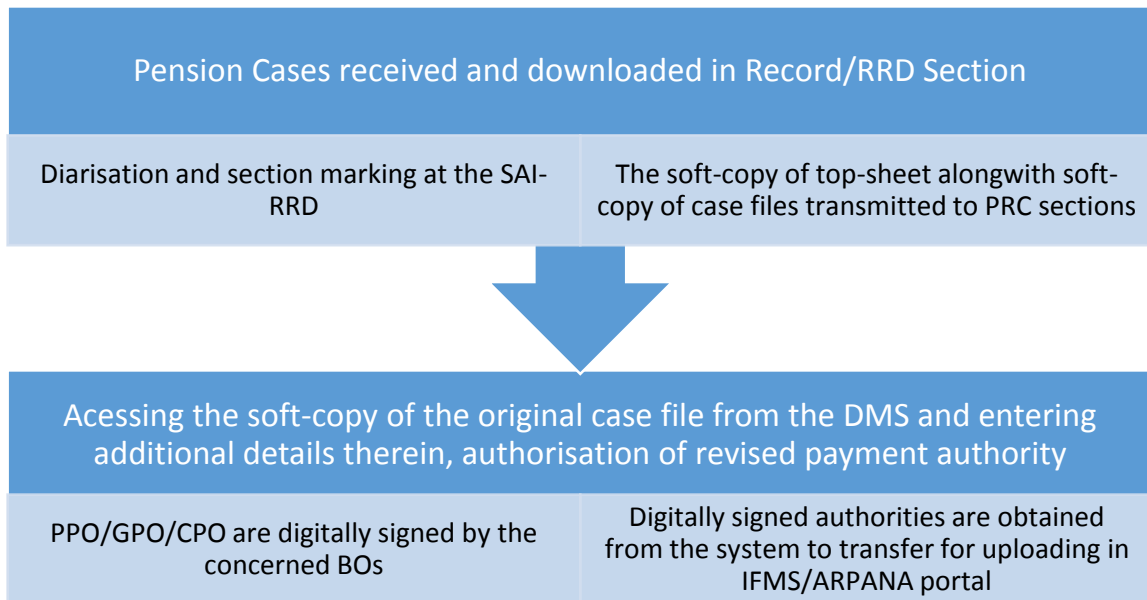 Pension Cases received and downloaded in Record/RRD Section
Diarisation and section marking at the SAI-
RRD
The soft-copy of top-sheet alongwith soft-
copy of case files transmitted to PRC sections
Acessing the soft-copy of the original case file from the DMS and entering
additional details therein, authorisation of revised payment authority
PPO/GPO/CPO are digitally signed by the
concerned BOs
Digitally signed authorities are obtained
from the system to transfer for uploading in
IFMS/ARPANA portal